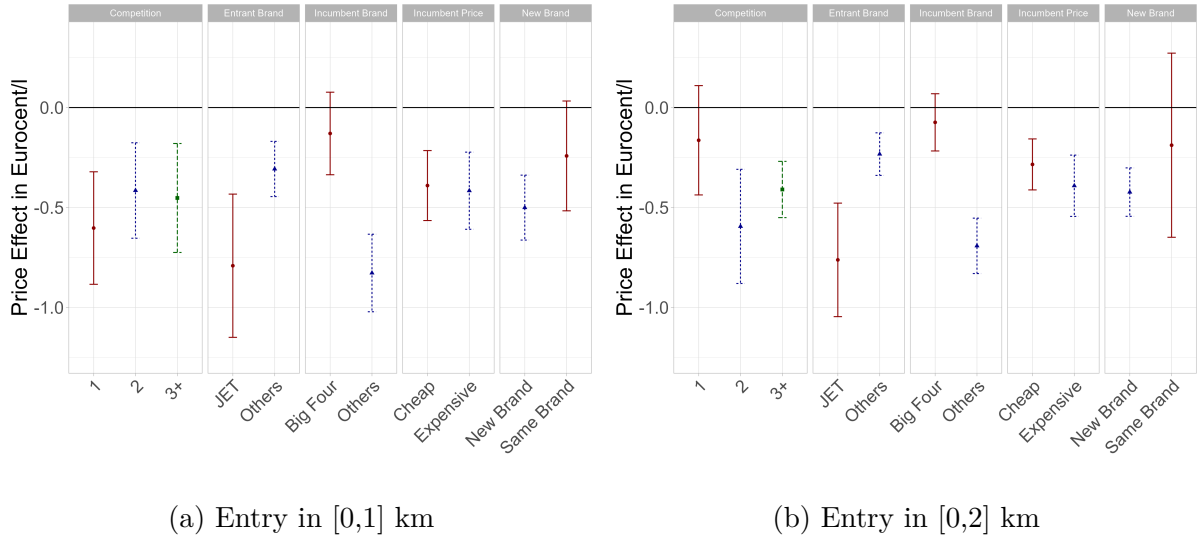 Competition Entrant Brand Incumbent Brand Incumbent Price New Brand
Price Effect in Eurocent/l
0.0
-0.5
-1.0
1 2 3+ JET Others Big Four Others Cheap Expensive New Brand Same Brand
(a) Entry in [0,1] km
Competition Entrant Brand Incumbent Brand Incumbent Price New Brand
Price Effect in Eurocent/l
0.0
-0.5
-1.0
1 2 3+ JET Others Big Four Others Cheap Expensive New Brand Same Brand
(b) Entry in [0,2] km